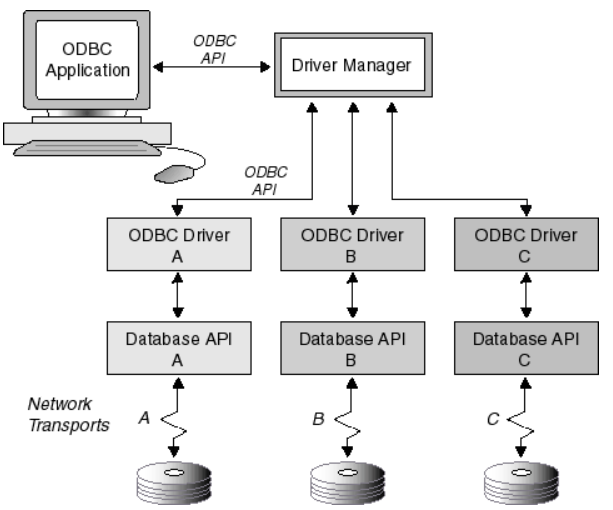 ODBC
Application
ODBC
API
Driver Manager
ODBC
API
ODBC Driver
A
ODBC Driver
B
ODBC Driver
C
Database API
A
Database API
B
Database API
C
Network
Transports
A
B
C